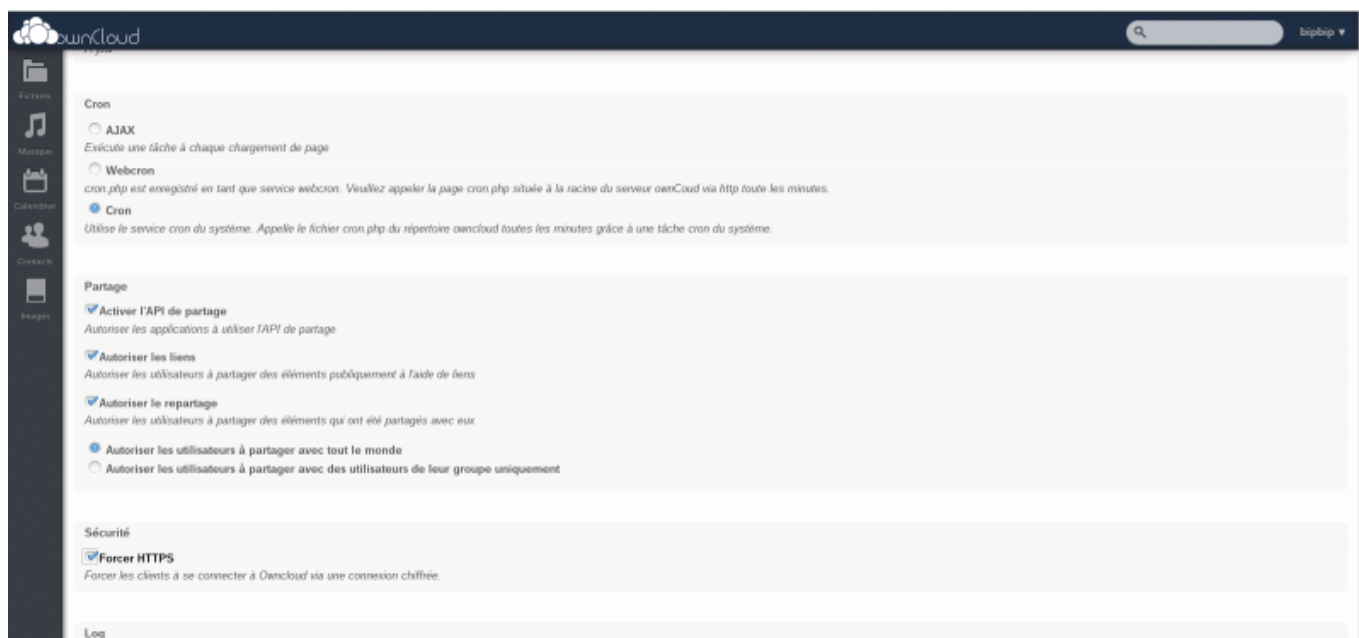 ownCloud
bipbip
Fichiers
Musique
Calendrier
Contacts
Images
Cron
AJAX
Exécute une tâche à chaque chargement de page
Webcron
cron.php est enregistré en tant que service webcron. Veuillez appeler la page cron.php située à la racine du serveur ownCoud via http toute les minutes.
Cron
Utilise le service cron du système. Appelle le fichier cron.php du répertoire owncloud toutes les minutes grâce à une tâche cron du système.
Partage
Activer l'API de partage
Autoriser les applications à utiliser l'API de partage
Autoriser les liens
Autoriser les utilisateurs à partager des éléments publiquement à l'aide de liens
Autoriser le repartage
Autoriser les utilisateurs à partager des éléments qui ont été partagés avec eux
Autoriser les utilisateurs à partager avec tout le monde
Autoriser les utilisateurs à partager avec des utilisateurs de leur groupe uniquement
Sécurité
Forcer HTTPS
Forcer les clients à se connecter à Owncloud via une connexion chiffrée.
Log